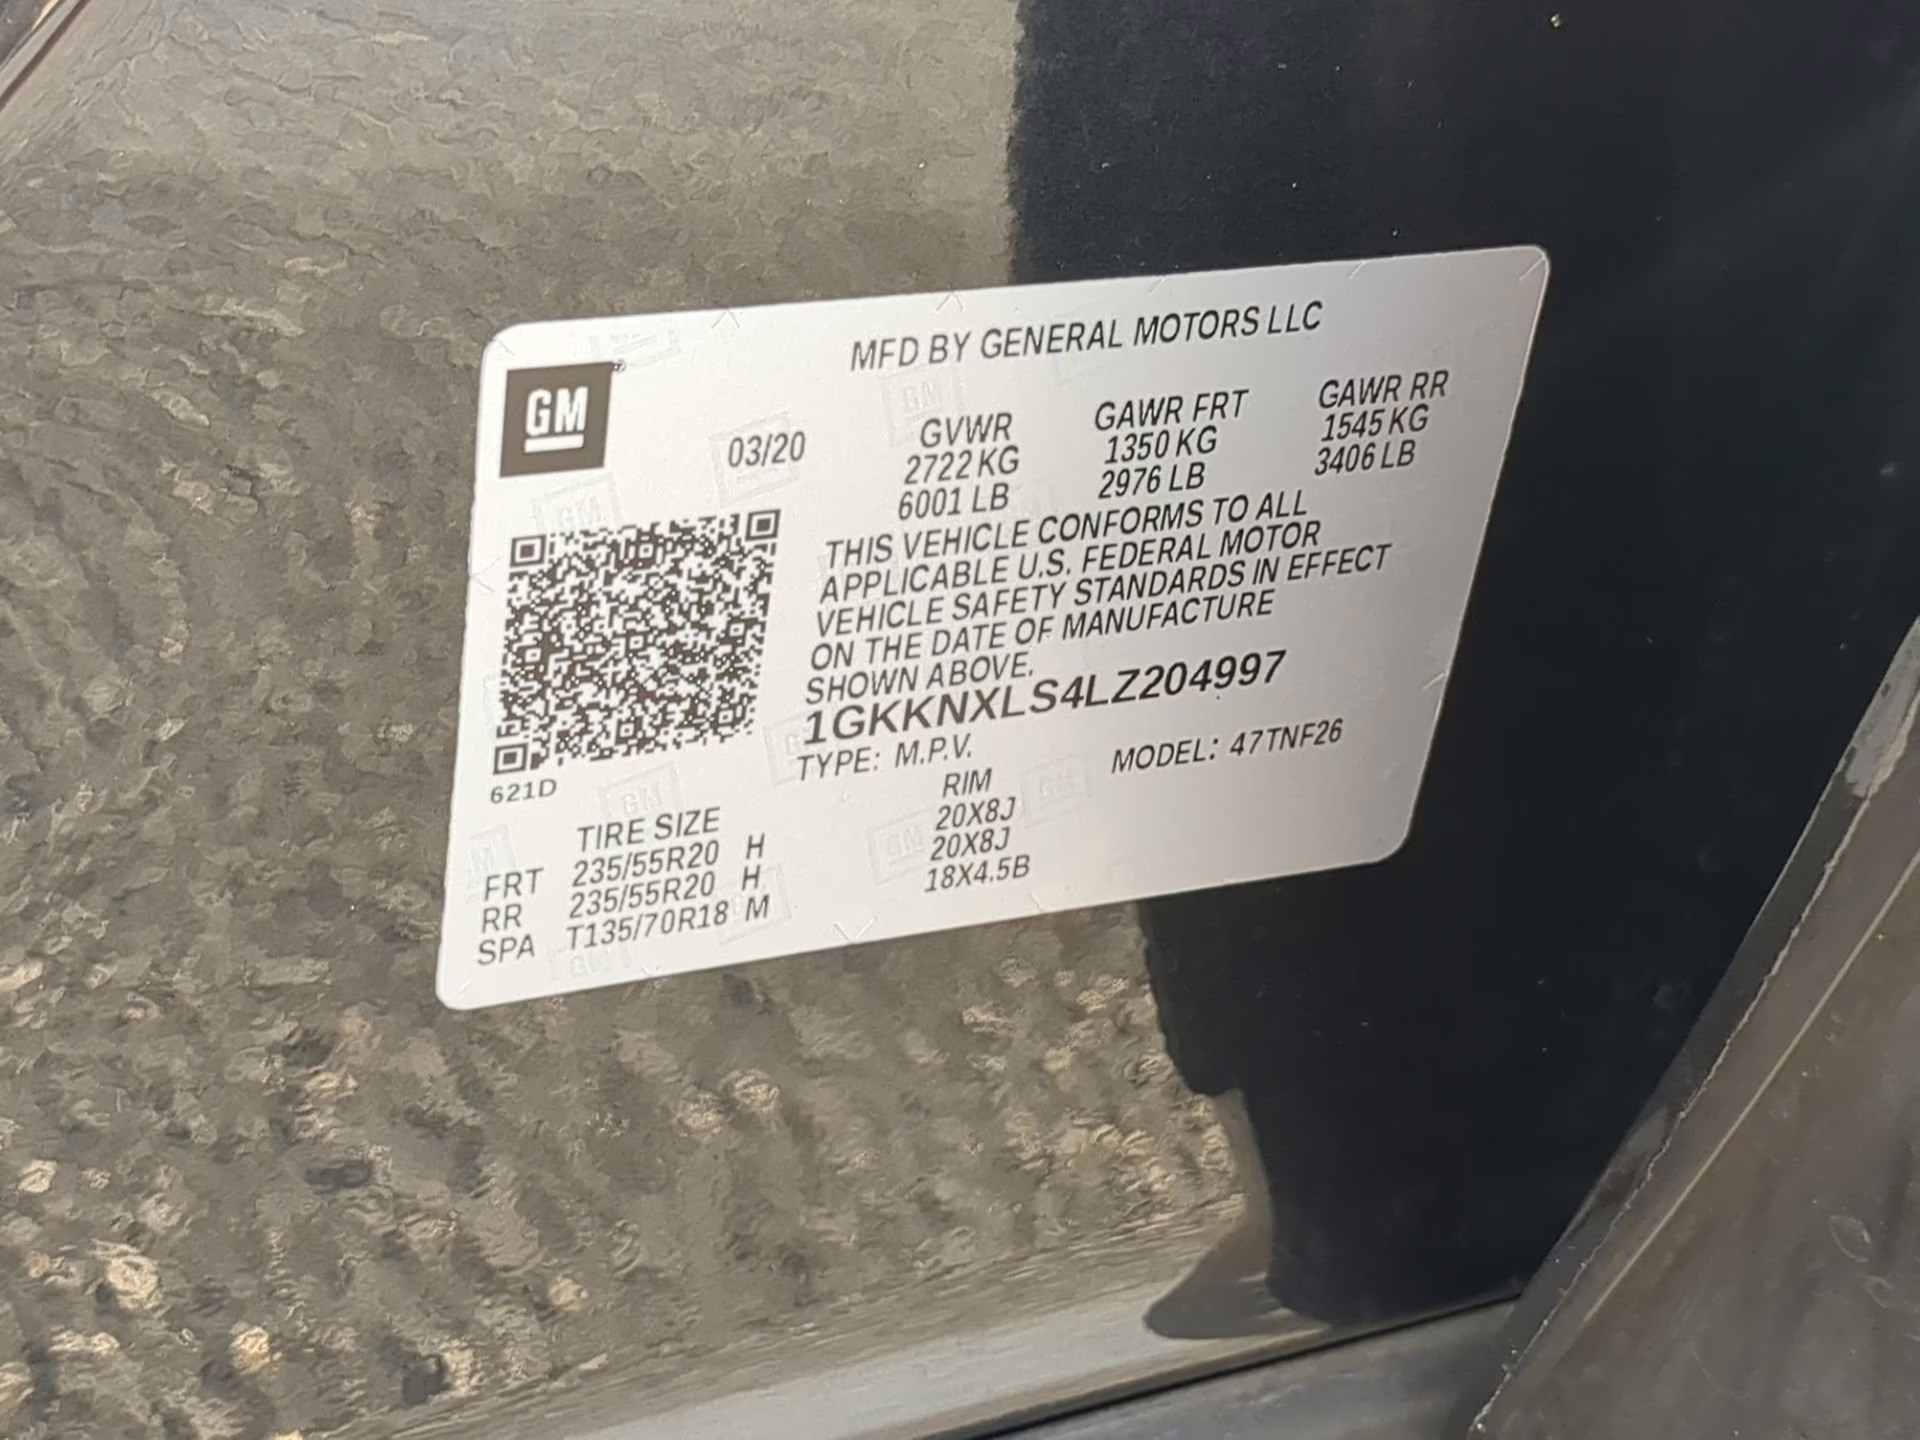 MFD BY GENERAL MOTORS LLC
GM
03/20
GVWR GAWR FRT GAWR RR
2722 KG 1350 KG 1545 KG
6001 LB 2976 LB 3406 LB
THIS VEHICLE CONFORMS TO ALL
APPLICABLE U.S. FEDERAL MOTOR
VEHICLE SAFETY STANDARDS IN EFFECT
ON THE DATE OF MANUFACTURE
SHOWN ABOVE.
1GKKNXLS4LZ204997
TYPE: M.P.V. MODEL: 47TNF26
621D
TIRE SIZE RIM
FRT 235/55R20 H 20X8J
RR 235/55R20 H 20X8J
SPA T135/70R18 M 18X4.5B